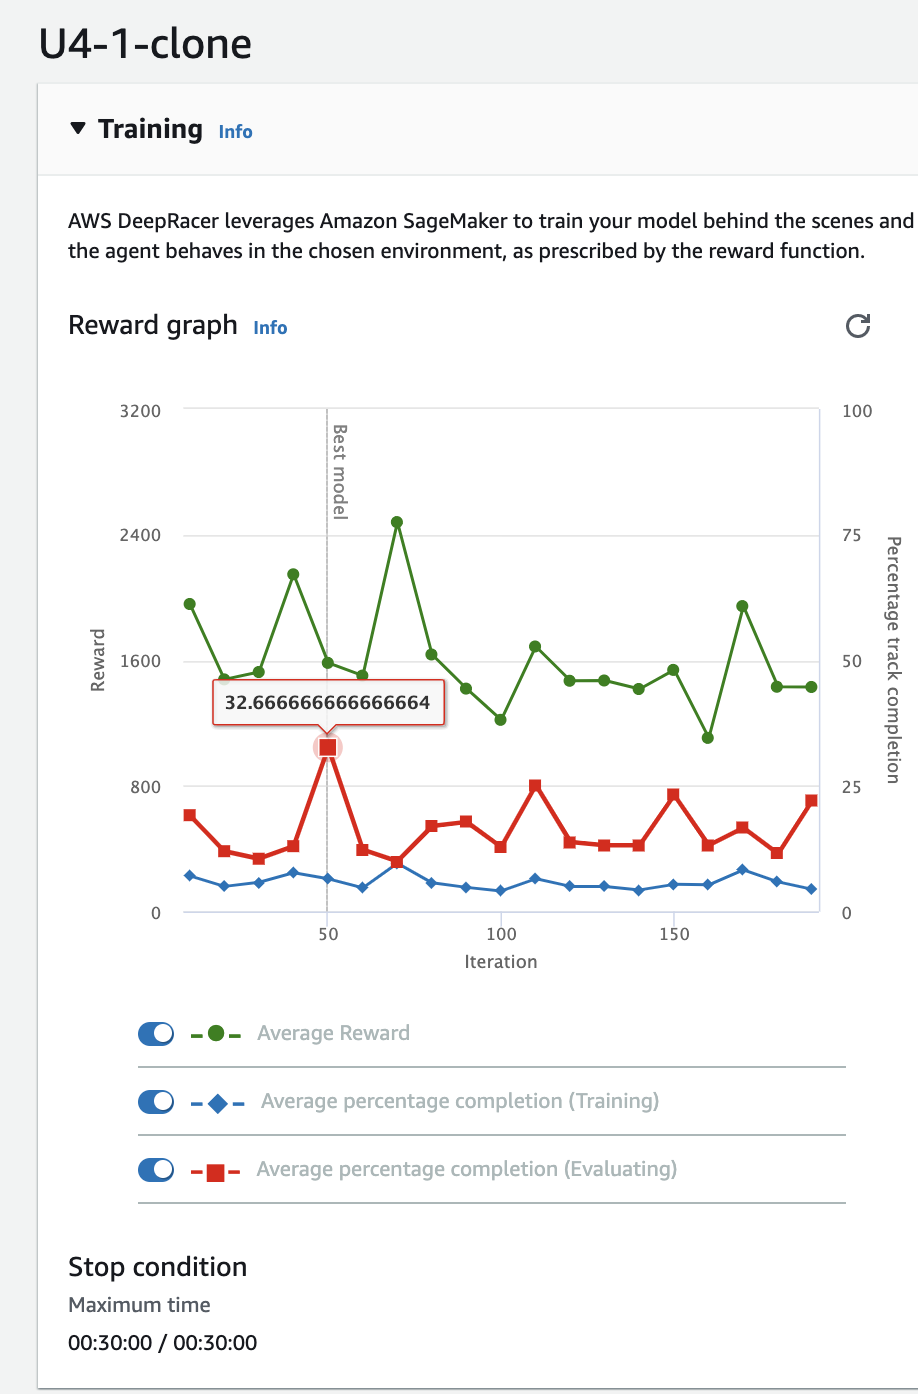 U4-1-clone
Training Info
AWS DeepRacer leverages Amazon SageMaker to train your model behind the scenes and
the agent behaves in the chosen environment, as prescribed by the reward function.
Reward graph Info
3200
2400
1600
800
0
Reward
Best model
32.666666666666664
100
75
50
25
0
Percentage track completion
50 100 150
Iteration
Average Reward
Average percentage completion (Training)
Average percentage completion (Evaluating)
Stop condition
Maximum time
00:30:00 / 00:30:00